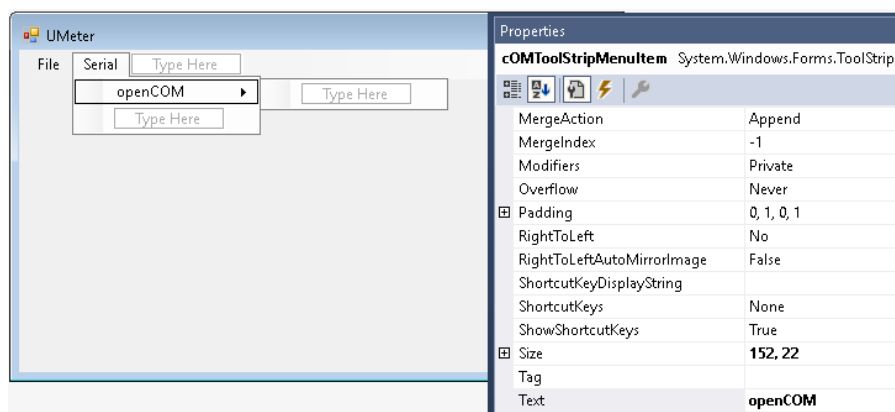 UMeter
File Serial Type Here
openCOM Type Here
Type Here
Properties
cOMToolStripMenuItem System.Windows.Forms.ToolStrip
MergeAction Append
MergeIndex -1
Modifiers Private
Overflow Never
Padding 0, 1, 0, 1
RightToLeft No
RightToLeftAutoMirrorImage False
ShortcutKeyDisplayString
ShortcutKeys None
ShowShortcutKeys True
Size 152, 22
Tag
Text openCOM